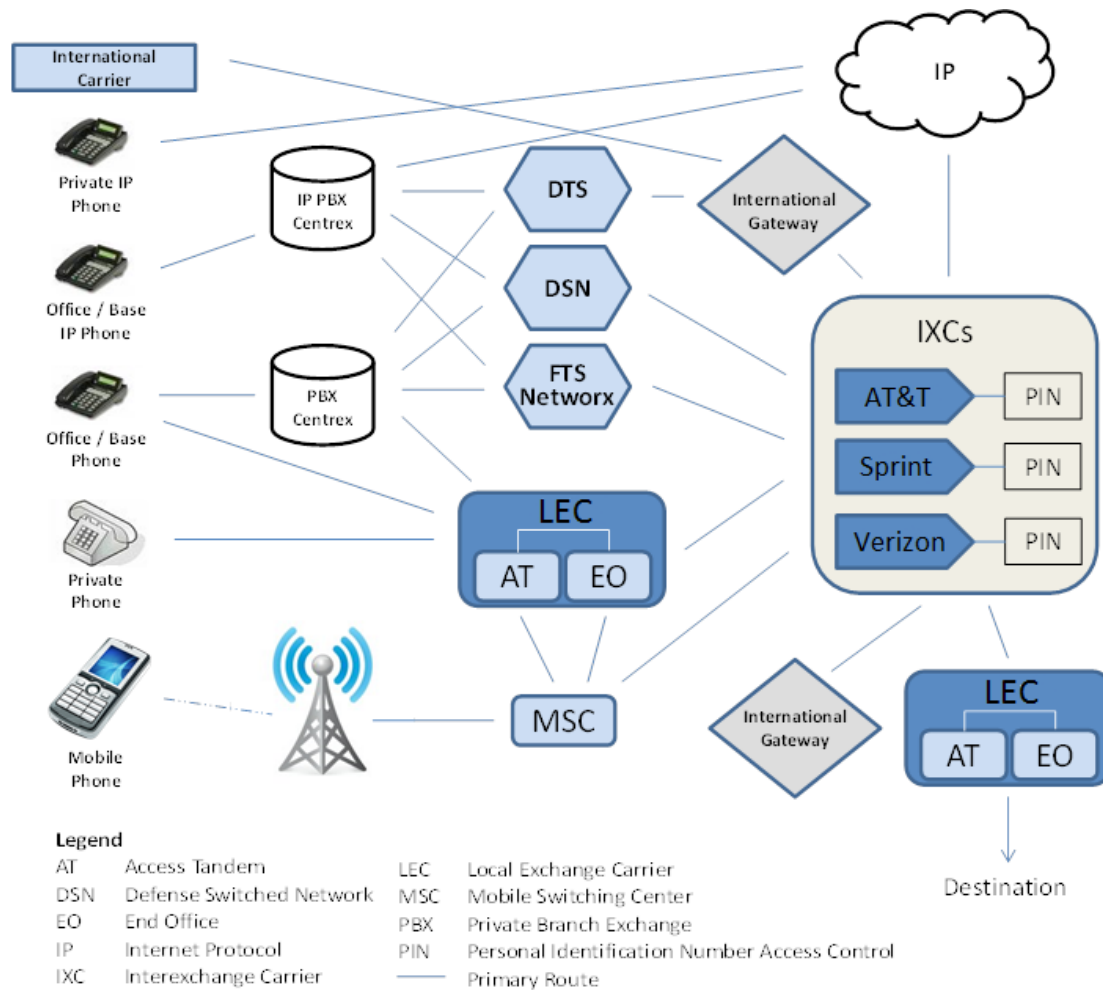 International
Carrier
IP
Private IP
Phone
IP PBX
Centrex
DTS
International
Gateway
Office / Base
IP Phone
DSN
IXCs
Office / Base
Phone
PBX
Centrex
FTS
Networx
AT&T
PIN
Sprint
PIN
Verizon
PIN
LEC
AT
EO
Private
Phone
Mobile
Phone
MSC
International
Gateway
LEC
AT
EO
Destination
Legend
AT Access Tandem
DSN Defense Switched Network
EO End Office
IP Internet Protocol
IXC Interexchange Carrier
LEC Local Exchange Carrier
MSC Mobile Switching Center
PBX Private Branch Exchange
PIN Personal Identification Number Access Control
Primary Route